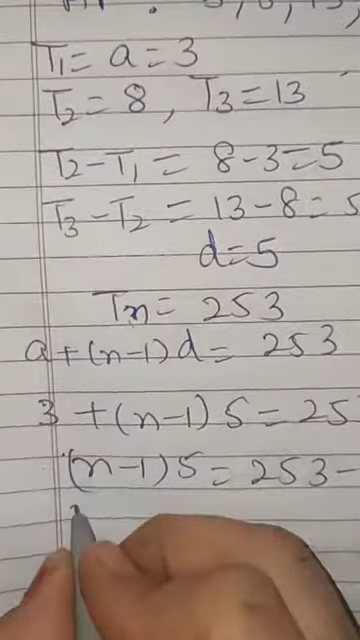 T₁ = a = 3
T₂ = 8 , T₃ = 13
T₂ - T₁ = 8 - 3 = 5
T₃ - T₂ = 13 - 8 = 5
d = 5
Tn = 253
a + (n-1) d = 253
3 + (n-1) 5 = 25
(n-1) 5 = 253 -